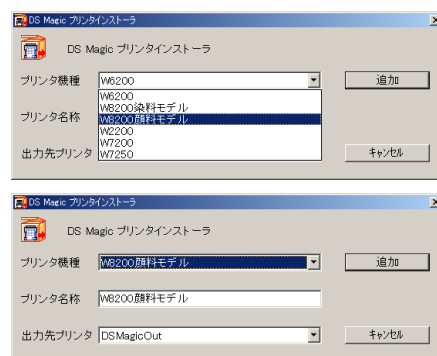 DS Magic プリンタインストーラ
DS Magic プリンタインストーラ
プリンタ機種 W6200 追加
W6200
W8200染料モデル
プリンタ名称 W8200顔料モデル
W2200
W7200
出力先プリンタ W7250 キャンセル
DS Magic プリンタインストーラ
DS Magic プリンタインストーラ
プリンタ機種 W8200顔料モデル 追加
プリンタ名称 W8200顔料モデル
出力先プリンタ DSMagicOut キャンセル